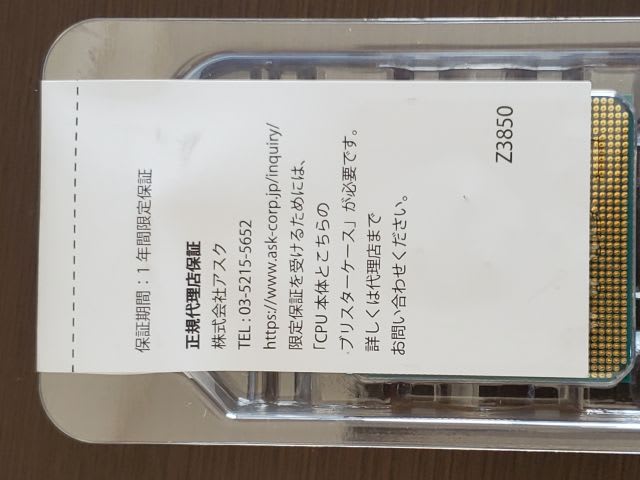 保証期間：1 年間限定保証
正規代理店保証
株式会社アスク
TEL : 03-5215-5652
https://www.ask-corp.jp/inquiry/
限定保証を受けるためには、
「CPU 本体とこちらの
ブリスターケース」が必要です。
詳しくは代理店まで
お問い合わせください。
Z3850